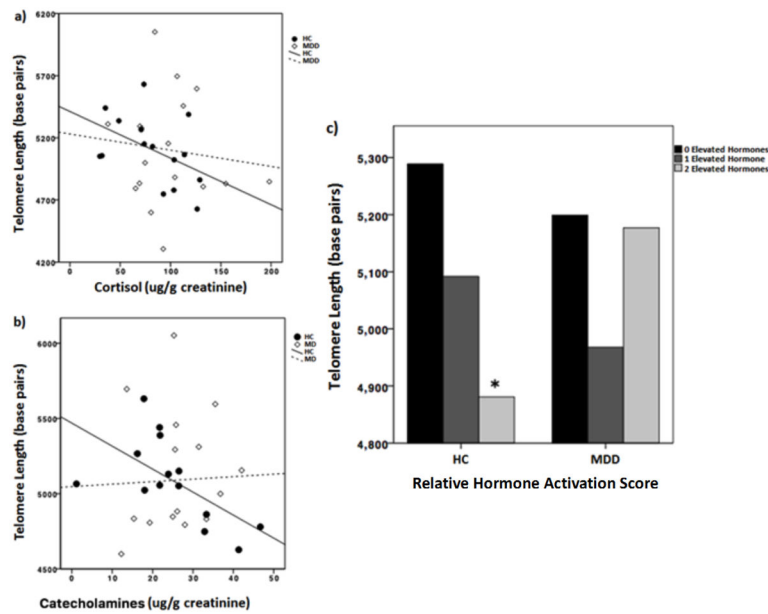 a)
6200
5700
5200
4700
4200
Telomere Length (base pairs)
0 50 100 150 200
Cortisol (ug/g creatinine)
HC
MDD
HC
MDD
b)
6000
5500
5000
4500
Telomere Length (base pairs)
0 10 20 30 40 50
Catecholamines (ug/g creatinine)
HC
MD
HC
MD
c)
5,300
5,200
5,100
5,000
4,900
4,800
Telomere Length (base pairs)
*
HC MDD
Relative Hormone Activation Score
0 Elevated Hormones
1 Elevated Hormone
2 Elevated Hormones